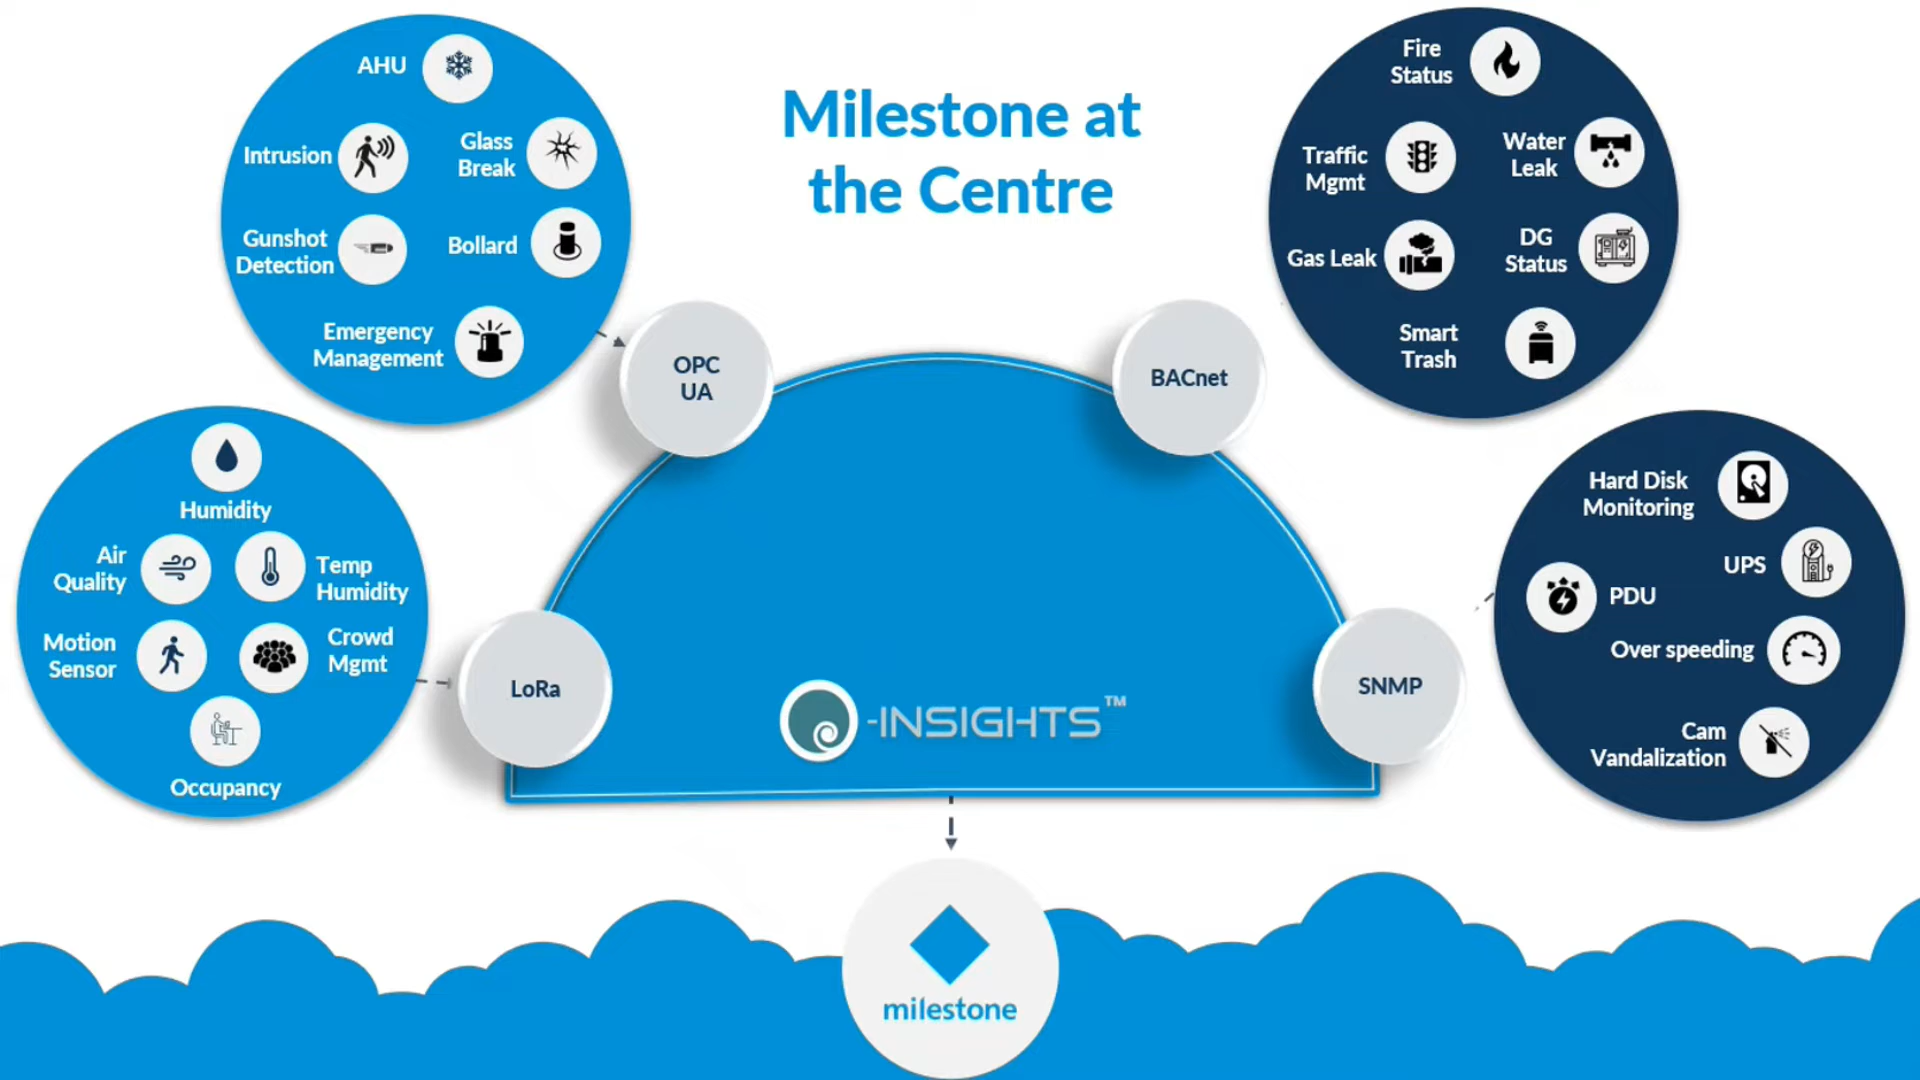 Milestone at
the Centre
AHU
Intrusion
Glass
Break
Gunshot
Detection
Bollard
Emergency
Management
Humidity
Air
Quality
Temp
Humidity
Motion
Sensor
Crowd
Mgmt
Occupancy
Fire
Status
Traffic
Mgmt
Water
Leak
Gas Leak
DG
Status
Smart
Trash
Hard Disk
Monitoring
UPS
PDU
Over speeding
Cam
Vandalization
OPC
UA
BACnet
LoRa
SNMP
-INSIGHTS™
milestone